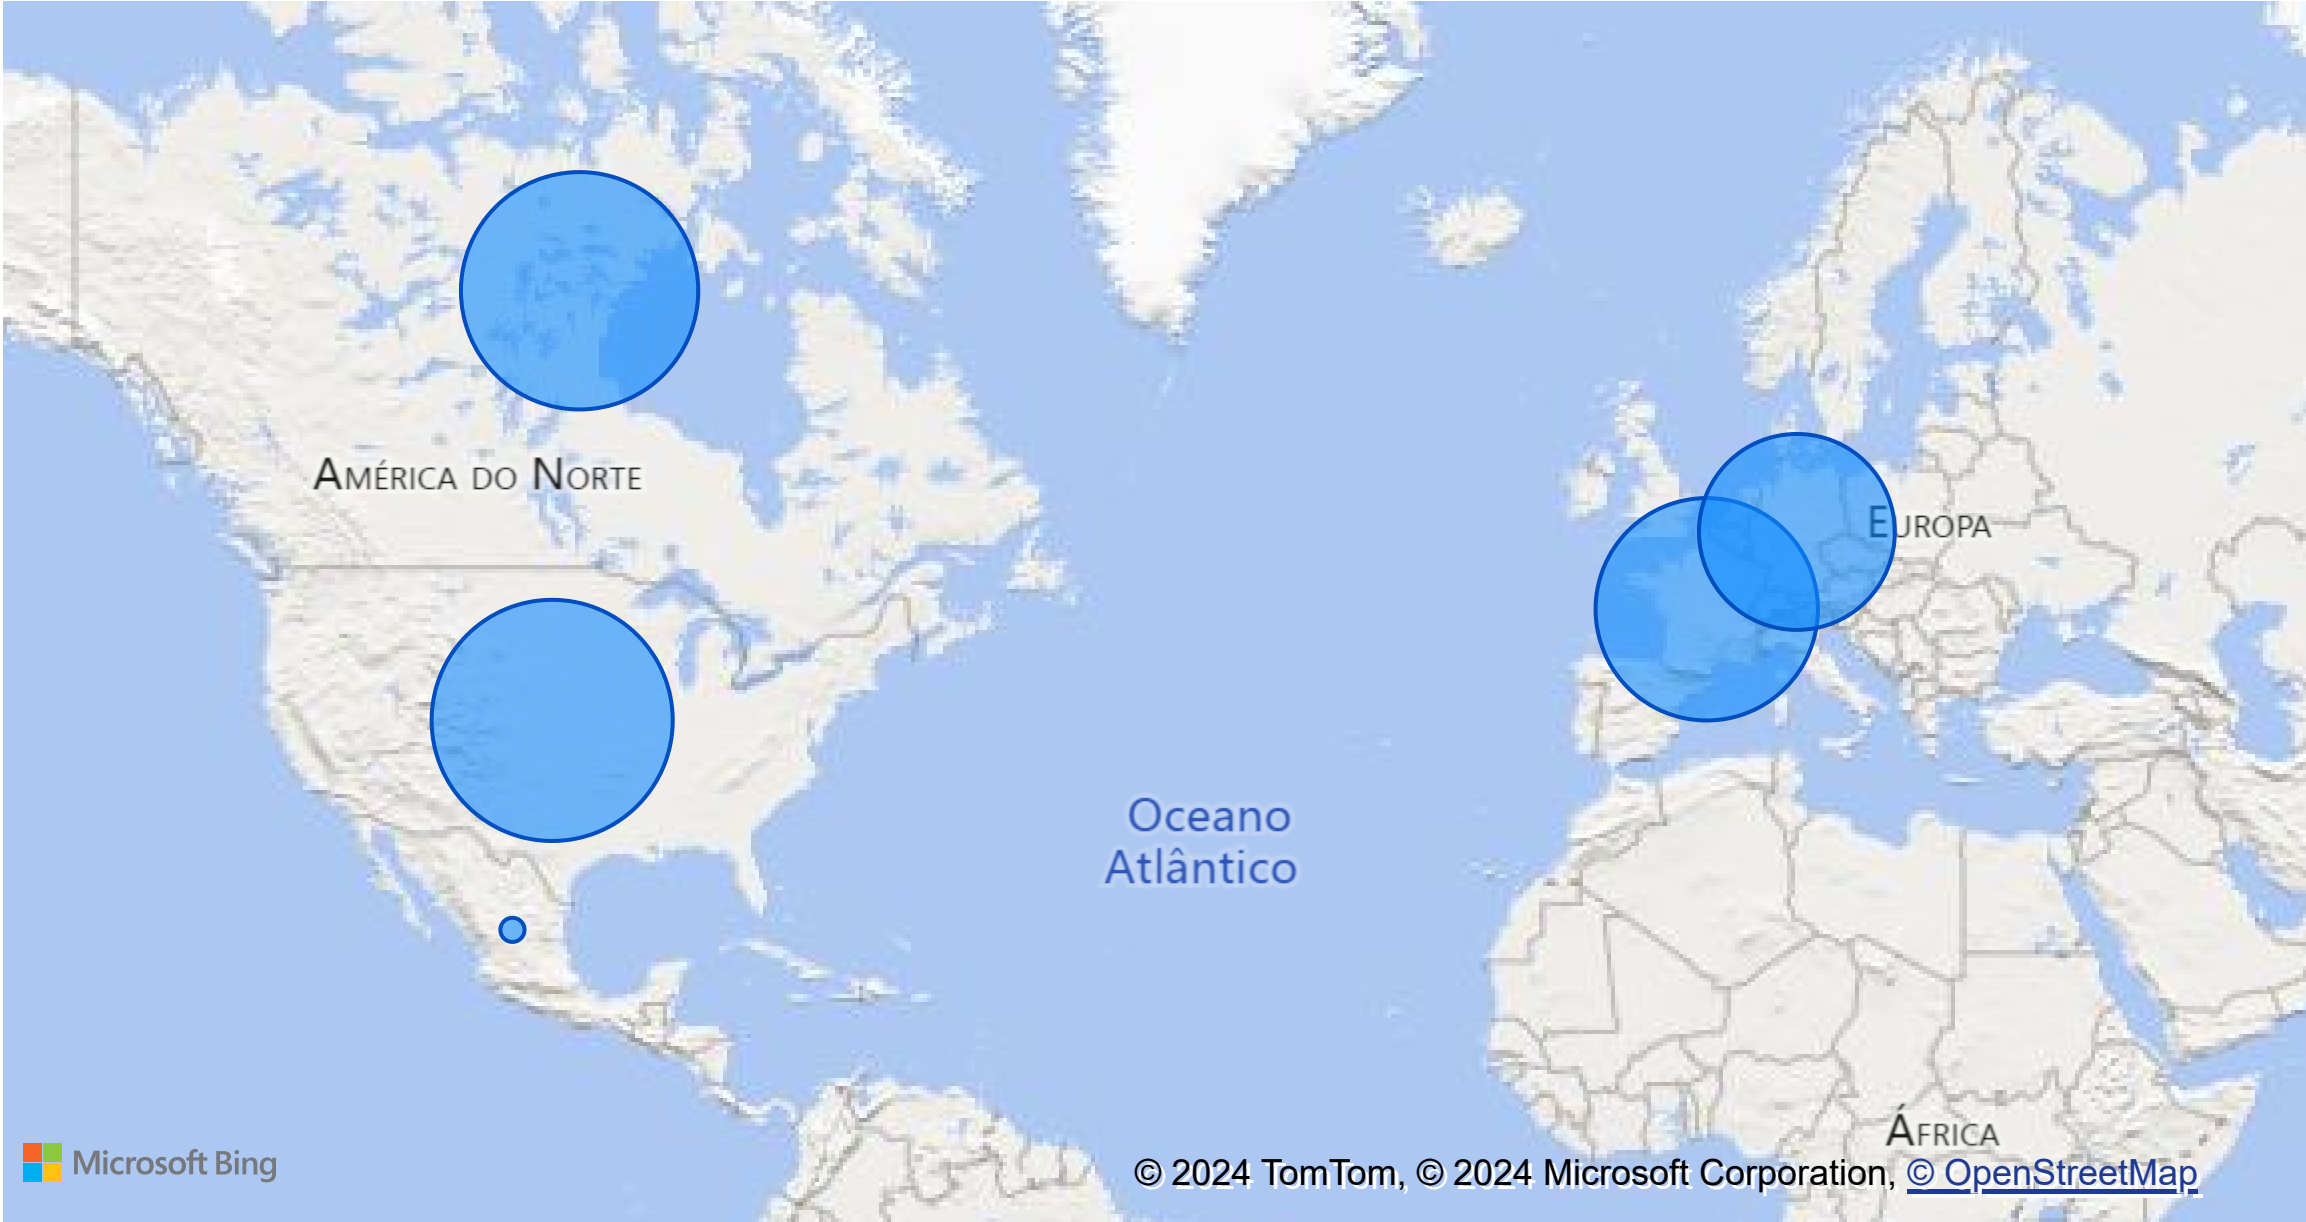 AMÉRICA DO NORTE
EUROPA
Oceano
Atlântico
ÁFRICA
Microsoft Bing
© 2024 TomTom, © 2024 Microsoft Corporation, © OpenStreetMap